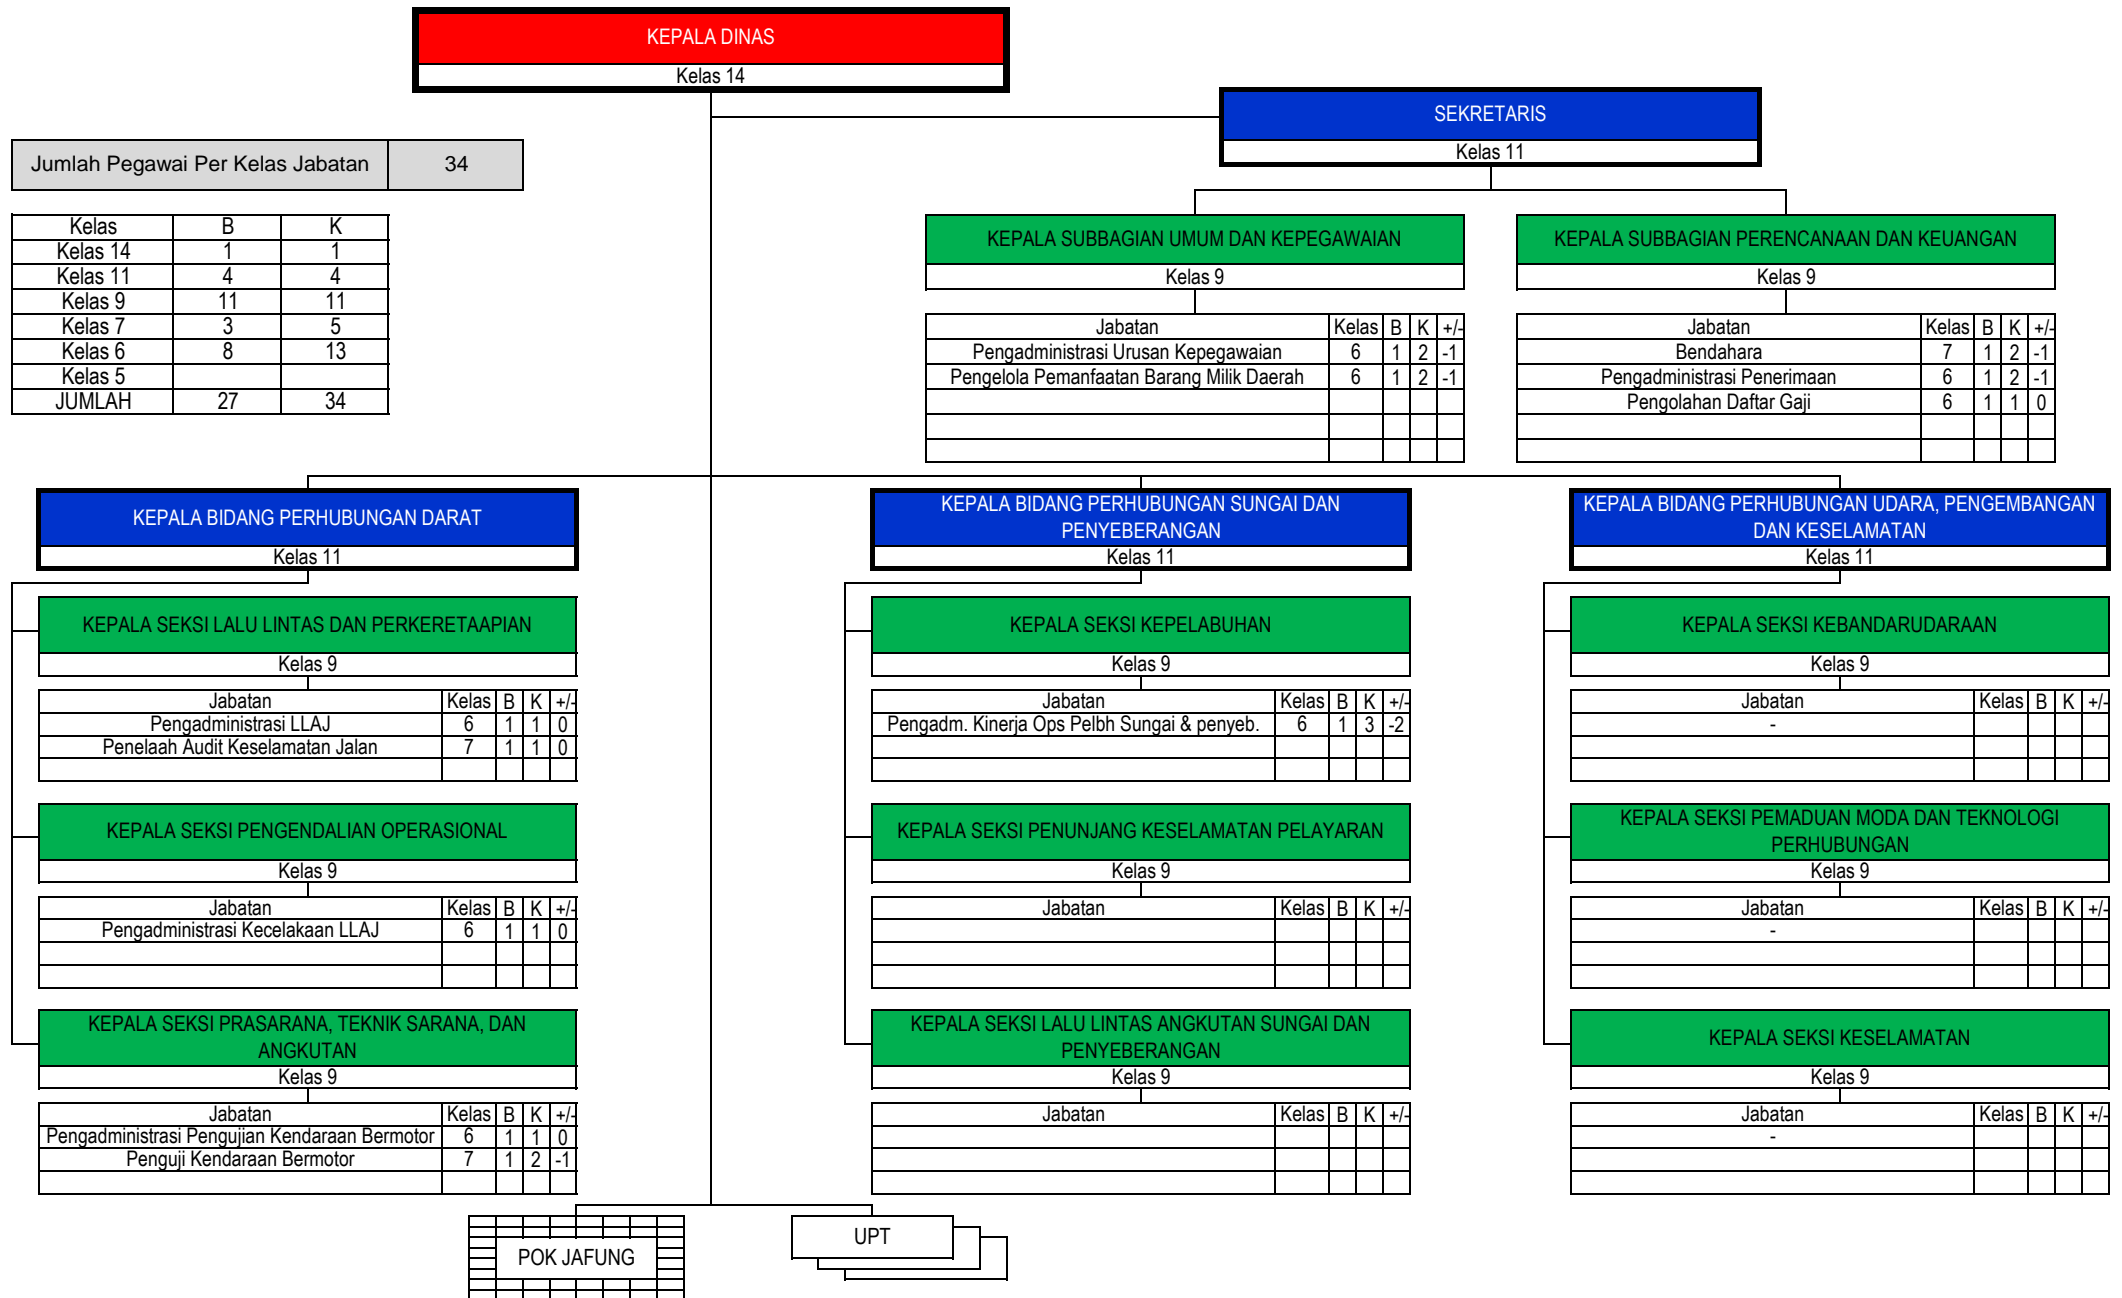 KEPALA DINAS
Kelas 14
SEKRETARIS
Kelas 11
Jumlah Pegawai Per Kelas Jabatan 34
Kelas B K
Kelas 14 1 1
Kelas 11 4 4
Kelas 9 11 11
Kelas 7 3 5
Kelas 6 8 13
Kelas 5
JUMLAH 27 34
KEPALA SUBBAGIAN UMUM DAN KEPEGAWAIAN
Kelas 9
Jabatan Kelas B K +/-
Pengadministrasi Urusan Kepegawaian 6 1 2 -1
Pengelola Pemanfaatan Barang Milik Daerah 6 1 2 -1
KEPALA SUBBAGIAN PERENCANAAN DAN KEUANGAN
Kelas 9
Jabatan Kelas B K +/-
Bendahara 7 1 2 -1
Pengadministrasi Penerimaan 6 1 2 -1
Pengolahan Daftar Gaji 6 1 1 0
KEPALA BIDANG PERHUBUNGAN DARAT
Kelas 11
KEPALA SEKSI LALU LINTAS DAN PERKERETAAPIAN
Kelas 9
Jabatan Kelas B K +/-
Pengadministrasi LLAJ 6 1 1 0
Penelaah Audit Keselamatan Jalan 7 1 1 0
KEPALA SEKSI PENGENDALIAN OPERASIONAL
Kelas 9
Jabatan Kelas B K +/-
Pengadministrasi Kecelakaan LLAJ 6 1 1 0
KEPALA SEKSI PRASARANA, TEKNIK SARANA, DAN
ANGKUTAN
Kelas 9
Jabatan Kelas B K +/-
Pengadministrasi Pengujian Kendaraan Bermotor 6 1 1 0
Penguji Kendaraan Bermotor 7 1 2 -1
KEPALA BIDANG PERHUBUNGAN SUNGAI DAN
PENYEBERANGAN
Kelas 11
KEPALA SEKSI KEPELABUHAN
Kelas 9
Jabatan Kelas B K +/-
Pengadm. Kinerja Ops Pelbh Sungai & penyeb. 6 1 3 -2
KEPALA SEKSI PENUNJANG KESELAMATAN PELAYARAN
Kelas 9
Jabatan Kelas B K +/-
KEPALA SEKSI LALU LINTAS ANGKUTAN SUNGAI DAN
PENYEBERANGAN
Kelas 9
Jabatan Kelas B K +/-
KEPALA BIDANG PERHUBUNGAN UDARA, PENGEMBANGAN
DAN KESELAMATAN
Kelas 11
KEPALA SEKSI KEBANDARUDARAAN
Kelas 9
Jabatan Kelas B K +/-
-
KEPALA SEKSI PEMADUAN MODA DAN TEKNOLOGI
PERHUBUNGAN
Kelas 9
Jabatan Kelas B K +/-
-
KEPALA SEKSI KESELAMATAN
Kelas 9
Jabatan Kelas B K +/-
-
POK JAFUNG
UPT